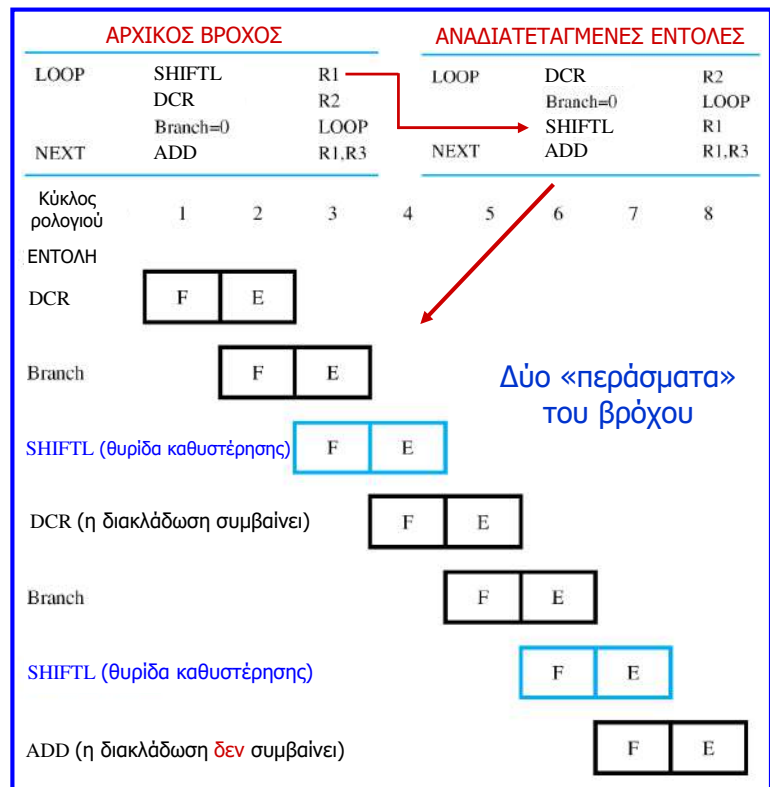 ΑΡΧΙΚΟΣ ΒΡΟΧΟΣ ΑΝΑΔΙΑΤΕΤΑΓΜΕΝΕΣ ΕΝΤΟΛΕΣ
LOOP SHIFTL R1 LOOP DCR R2
DCR R2 Branch=0 LOOP
Branch=0 LOOP SHIFTL R1
NEXT ADD R1,R3 NEXT ADD R1,R3
Κύκλος
ρολογιού 1 2 3 4 5 6 7 8
ΕΝΤΟΛΗ
DCR F E
Branch F E
Δύο «περάσματα»
του βρόχου
SHIFTL (θυρίδα καθυστέρησης) F E
DCR (η διακλάδωση συμβαίνει) F E
Branch F E
SHIFTL (θυρίδα καθυστέρησης) F E
ADD (η διακλάδωση δεν συμβαίνει) F E